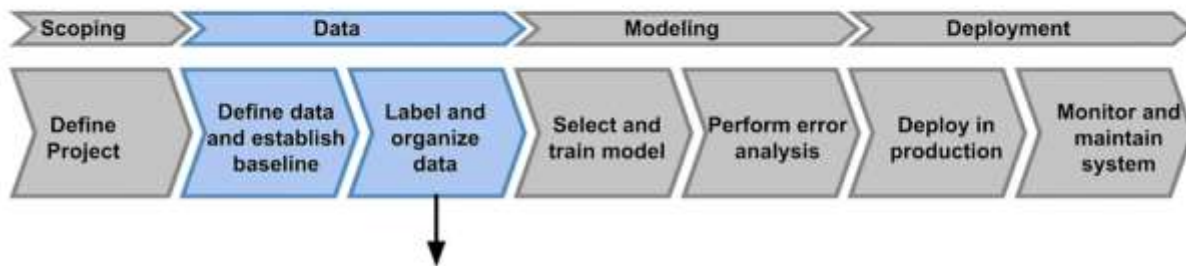 Scoping
Data
Modeling
Deployment
Define
Project
Define data
and establish
baseline
Label and
organize
data
Select and
train model
Perform error
analysis
Deploy in
production
Monitor and
maintain
system